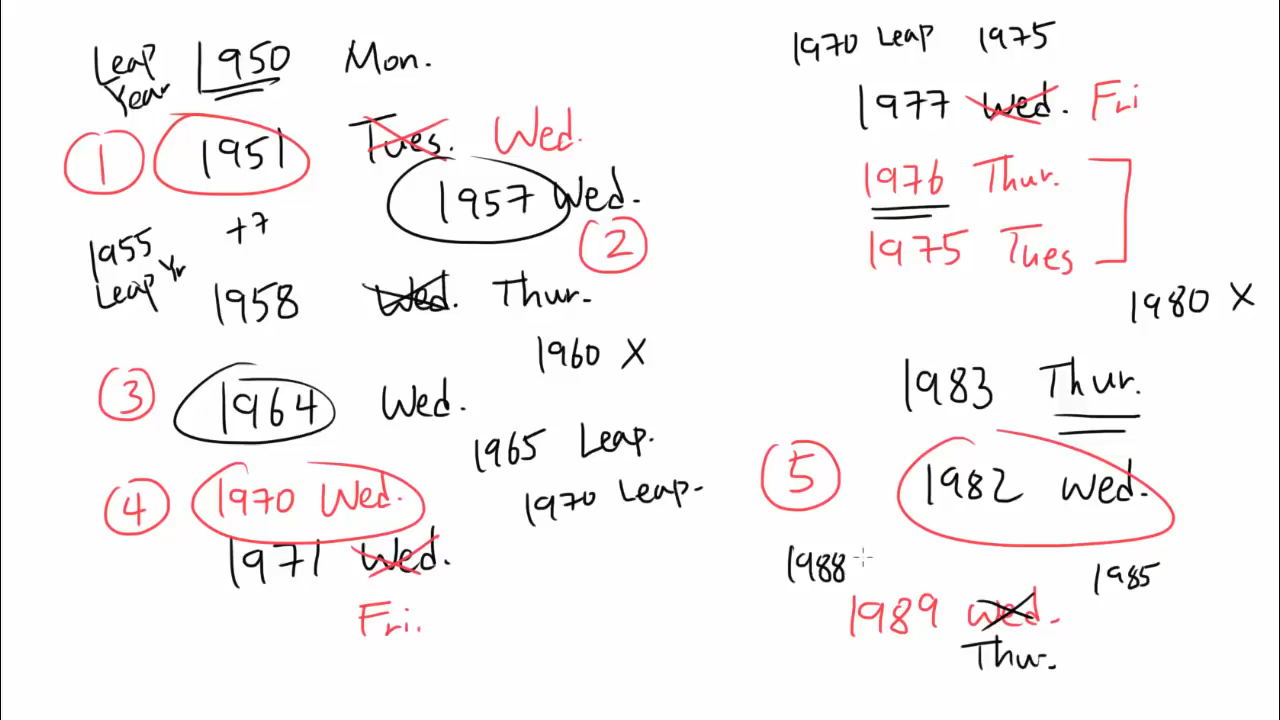 Leap Year 1950 Mon.
1 1951 Tues. Wed.
1957 Wed.
2
+7
1955 Leap Yr
1958 Wed. Thur.
1960 X
3 1964 Wed.
1965 Leap.
4 1970 Wed.
1970 Leap.
1971 Wed.
Fri.
1970 Leap 1975
1977 Wed. Fri
1976 Thur.
1975 Tues
1980 X
1983 Thur.
5 1982 Wed.
1988
1985
1989 Wed.
Thur.